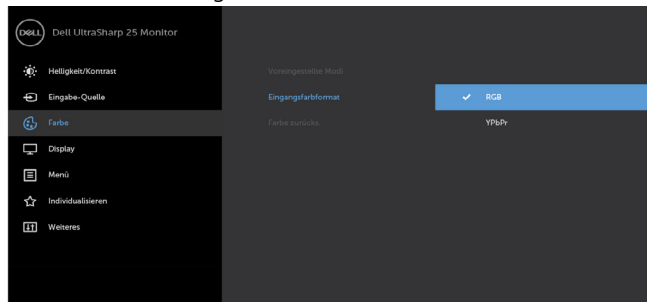 DELL
Dell UltraSharp 25 Monitor
Helligkeit/Kontrast
Eingabe-Quelle
Farbe
Display
Menü
Individualisieren
Weiteres
Voreingestellte Modi
Eingangsfarbformat
Farbe zurücks.
RGB
YPbPr